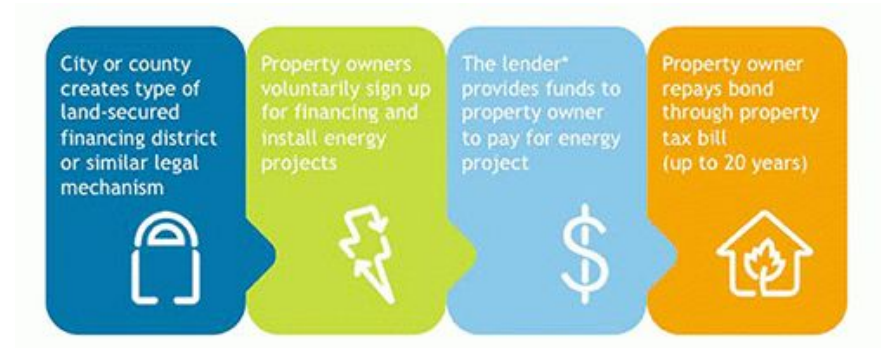 City or county
creates type of
land-secured
financing district
or similar legal
mechanism
Property owners
voluntarily sign up
for financing and
install energy
projects
The lender*
provides funds to
property owner
to pay for energy
project
Property owner
repays bond
through property
tax bill
(up to 20 years)
$